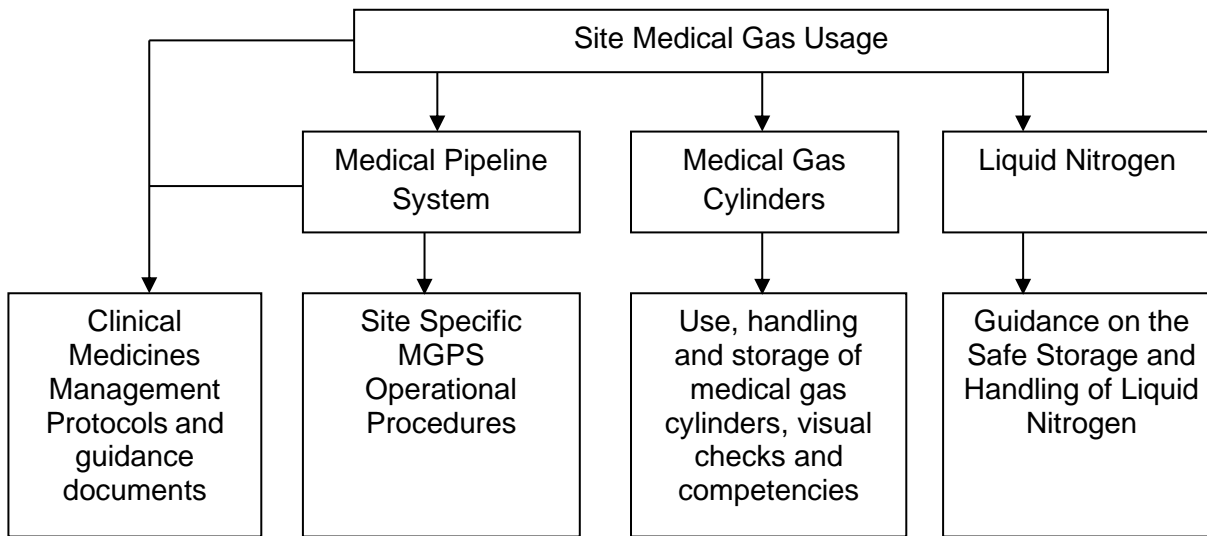 Site Medical Gas Usage
Medical Pipeline
System
Medical Gas
Cylinders
Liquid Nitrogen
Clinical
Medicines
Management
Protocols and
guidance
documents
Site Specific
MGPS
Operational
Procedures
Use, handling
and storage of
medical gas
cylinders, visual
checks and
competencies
Guidance on the
Safe Storage and
Handling of Liquid
Nitrogen